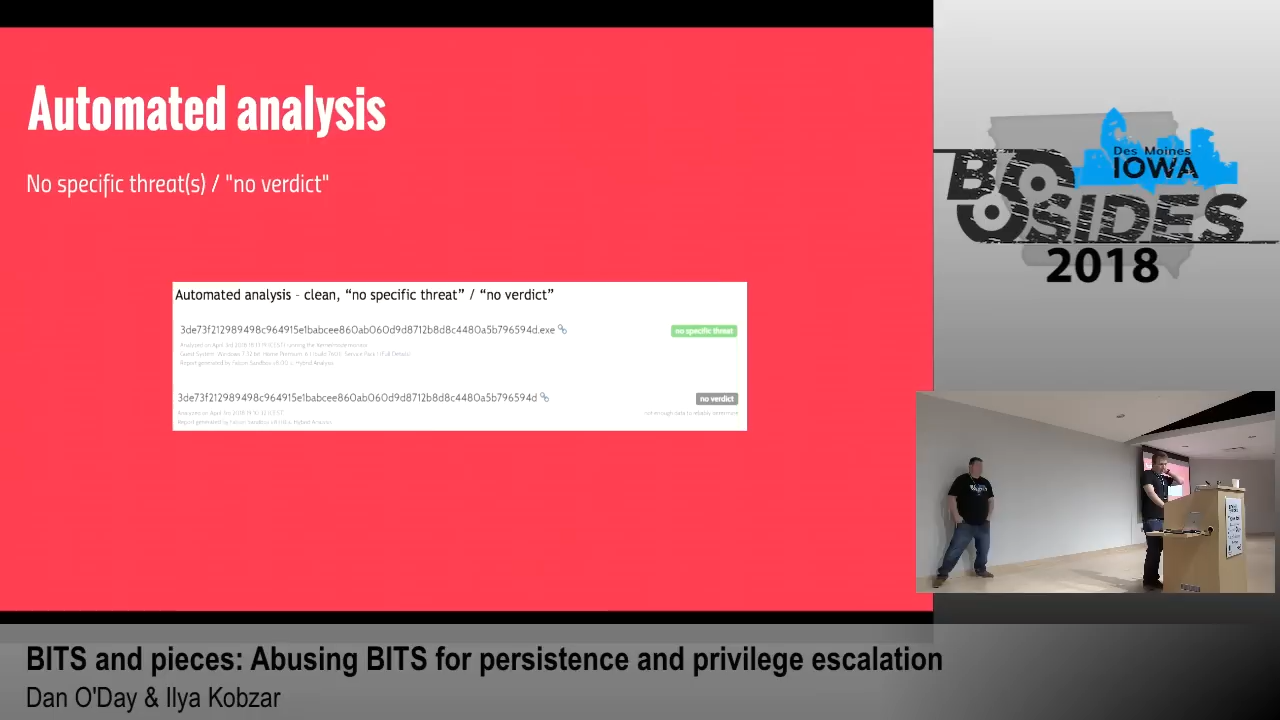 Automated analysis
No specific threat(s) / "no verdict"
Automated analysis - clean, “no specific threat” / “no verdict”
3de73f212989498c964915e1babcee860ab060d9d8712b8d8c4480a5b796594d.exe
no specific threat
3de73f212989498c964915e1babcee860ab060d9d8712b8d8c4480a5b796594d
no verdict
Des Moines
IOWA
BSIDES
2018
BITS and pieces: Abusing BITS for persistence and privilege escalation
Dan O'Day & Ilya Kobzar